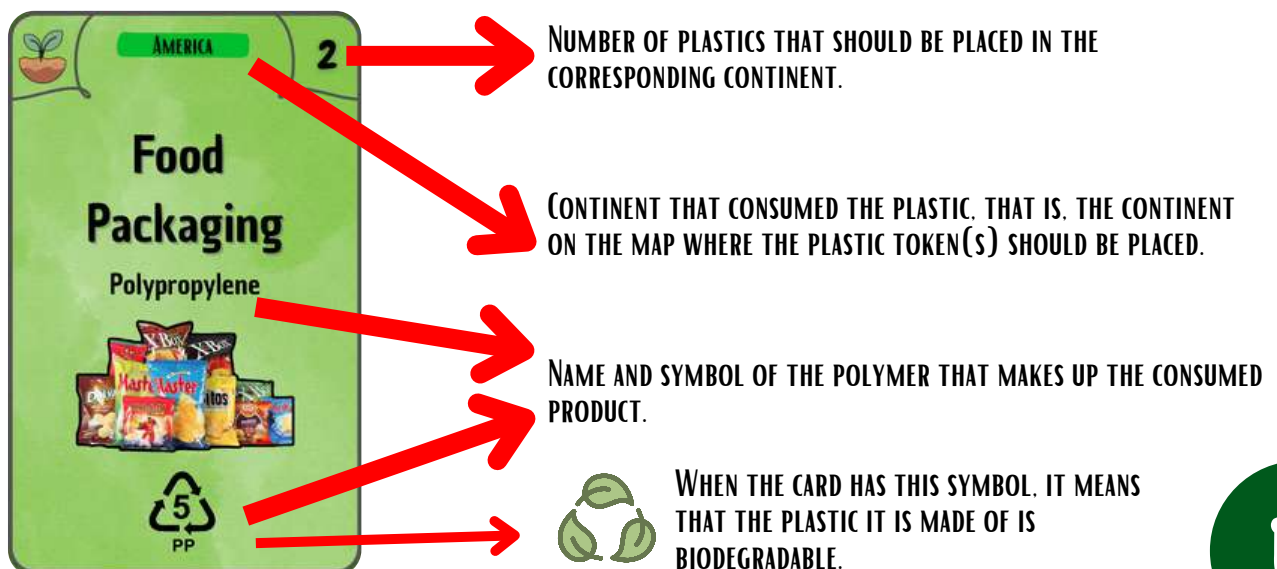 America
2
Food
Packaging
Polypropylene
5
PP
NUMBER OF PLASTICS THAT SHOULD BE PLACED IN THE
CORRESPONDING CONTINENT.
CONTINENT THAT CONSUMED THE PLASTIC, THAT IS, THE CONTINENT
ON THE MAP WHERE THE PLASTIC TOKEN(S) SHOULD BE PLACED.
NAME AND SYMBOL OF THE POLYMER THAT MAKES UP THE CONSUMED
PRODUCT.
WHEN THE CARD HAS THIS SYMBOL, IT MEANS
THAT THE PLASTIC IT IS MADE OF IS
BIODEGRADABLE.